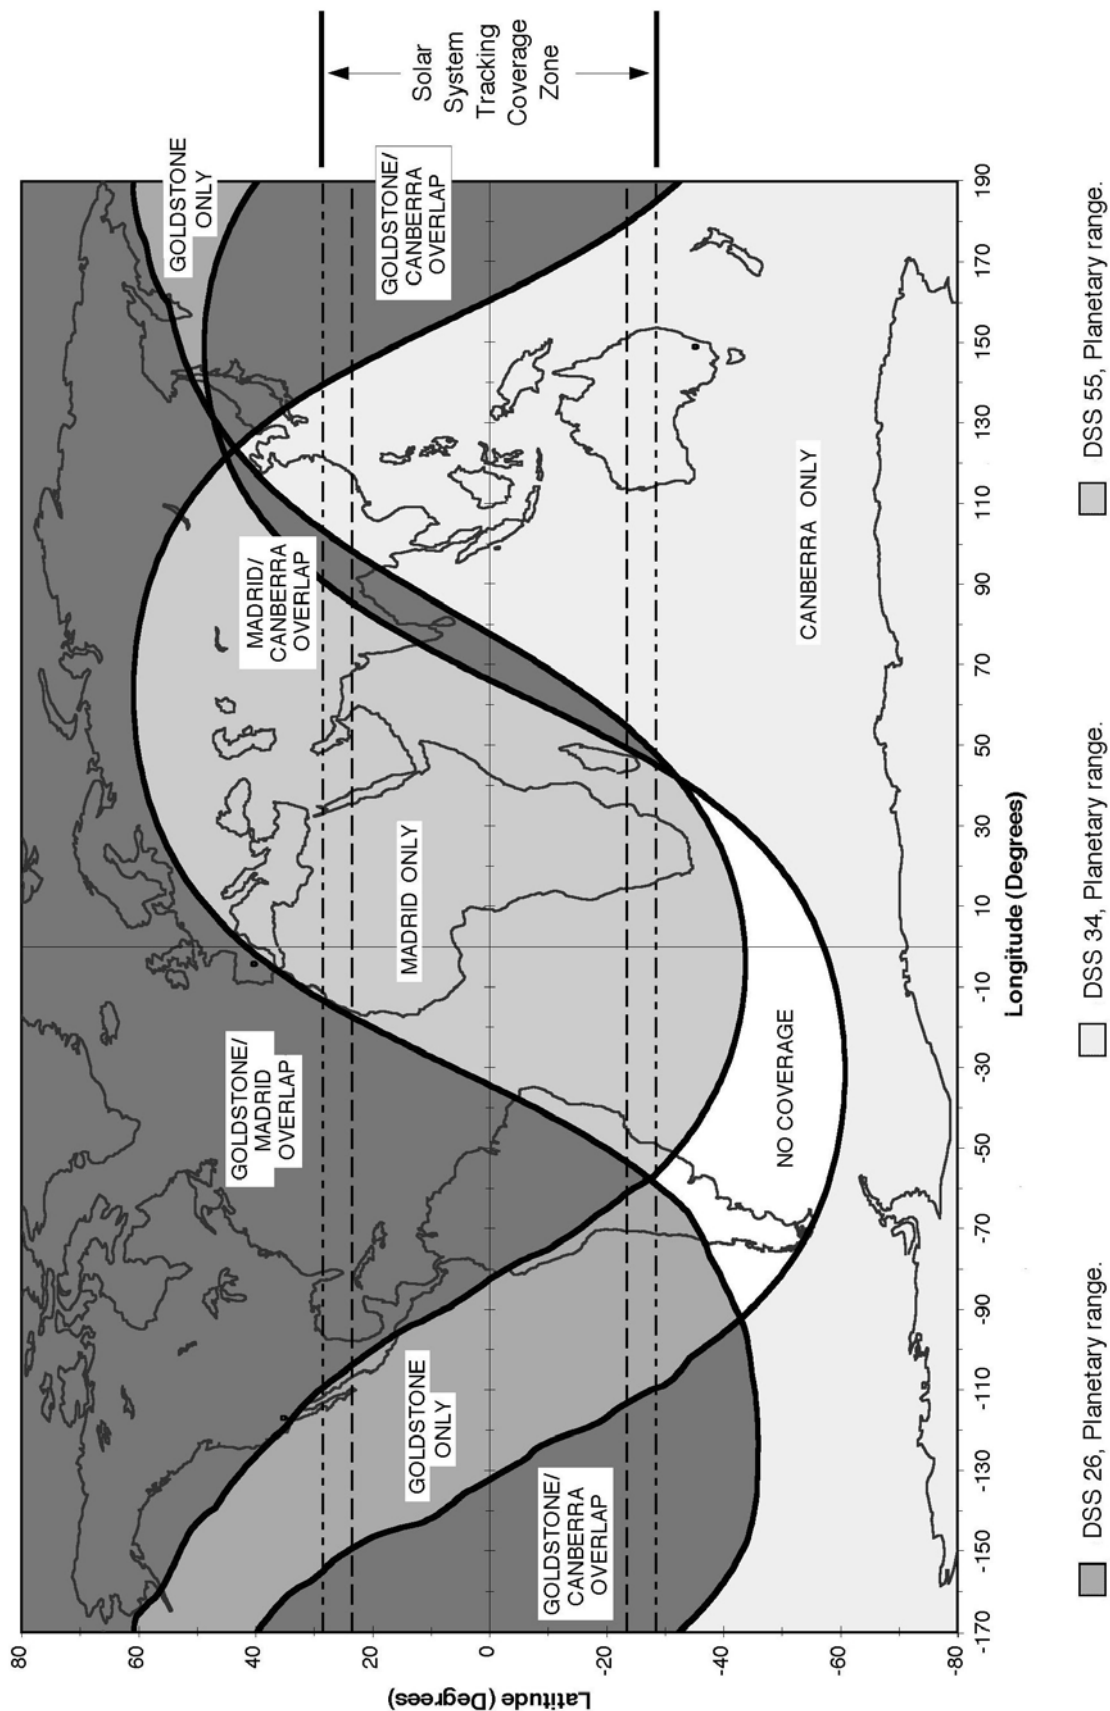 Solar
System
Tracking
Coverage
Zone
GOLDSTONE
ONLY
GOLDSTONE/
CANBERRA
OVERLAP
MADRID/
CANBERRA
OVERLAP
MADRID ONLY
GOLDSTONE/
MADRID
OVERLAP
GOLDSTONE
ONLY
GOLDSTONE/
CANBERRA
OVERLAP
CANBERRA ONLY
NO COVERAGE
Latitude (Degrees)
80
60
40
20
0
-20
-40
-60
-80
-170
-150
-130
-110
-90
-70
-50
-30
-10
10
30
50
70
90
110
130
150
170
190
Longitude (Degrees)
DSS 26, Planetary range.
DSS 34, Planetary range.
DSS 55, Planetary range.